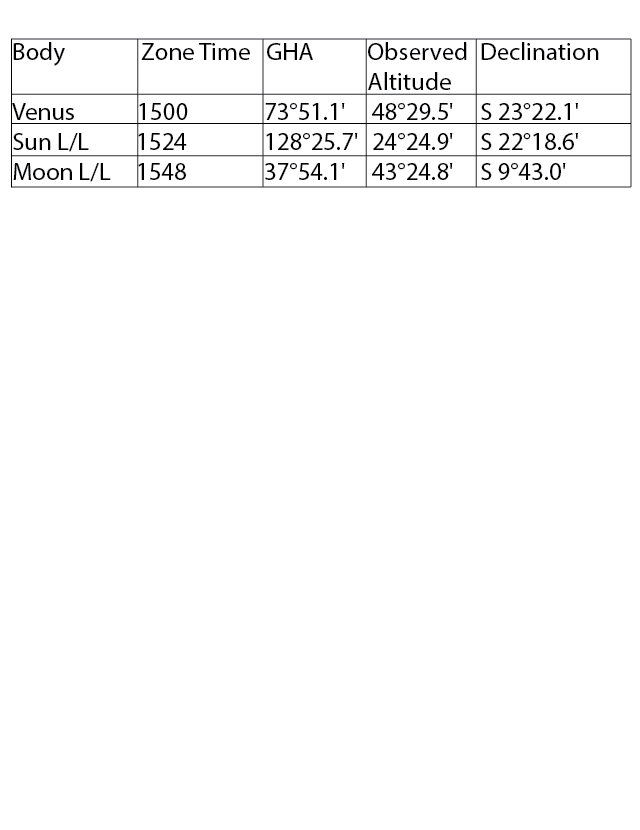 Body Zone Time GHA Observed Altitude Declination
Venus 1500 73°51.1' 48°29.5' S 23°22.1'
Sun L/L 1524 128°25.7' 24°24.9' S 22°18.6'
Moon L/L 1548 37°54.1' 43°24.8' S 9°43.0'